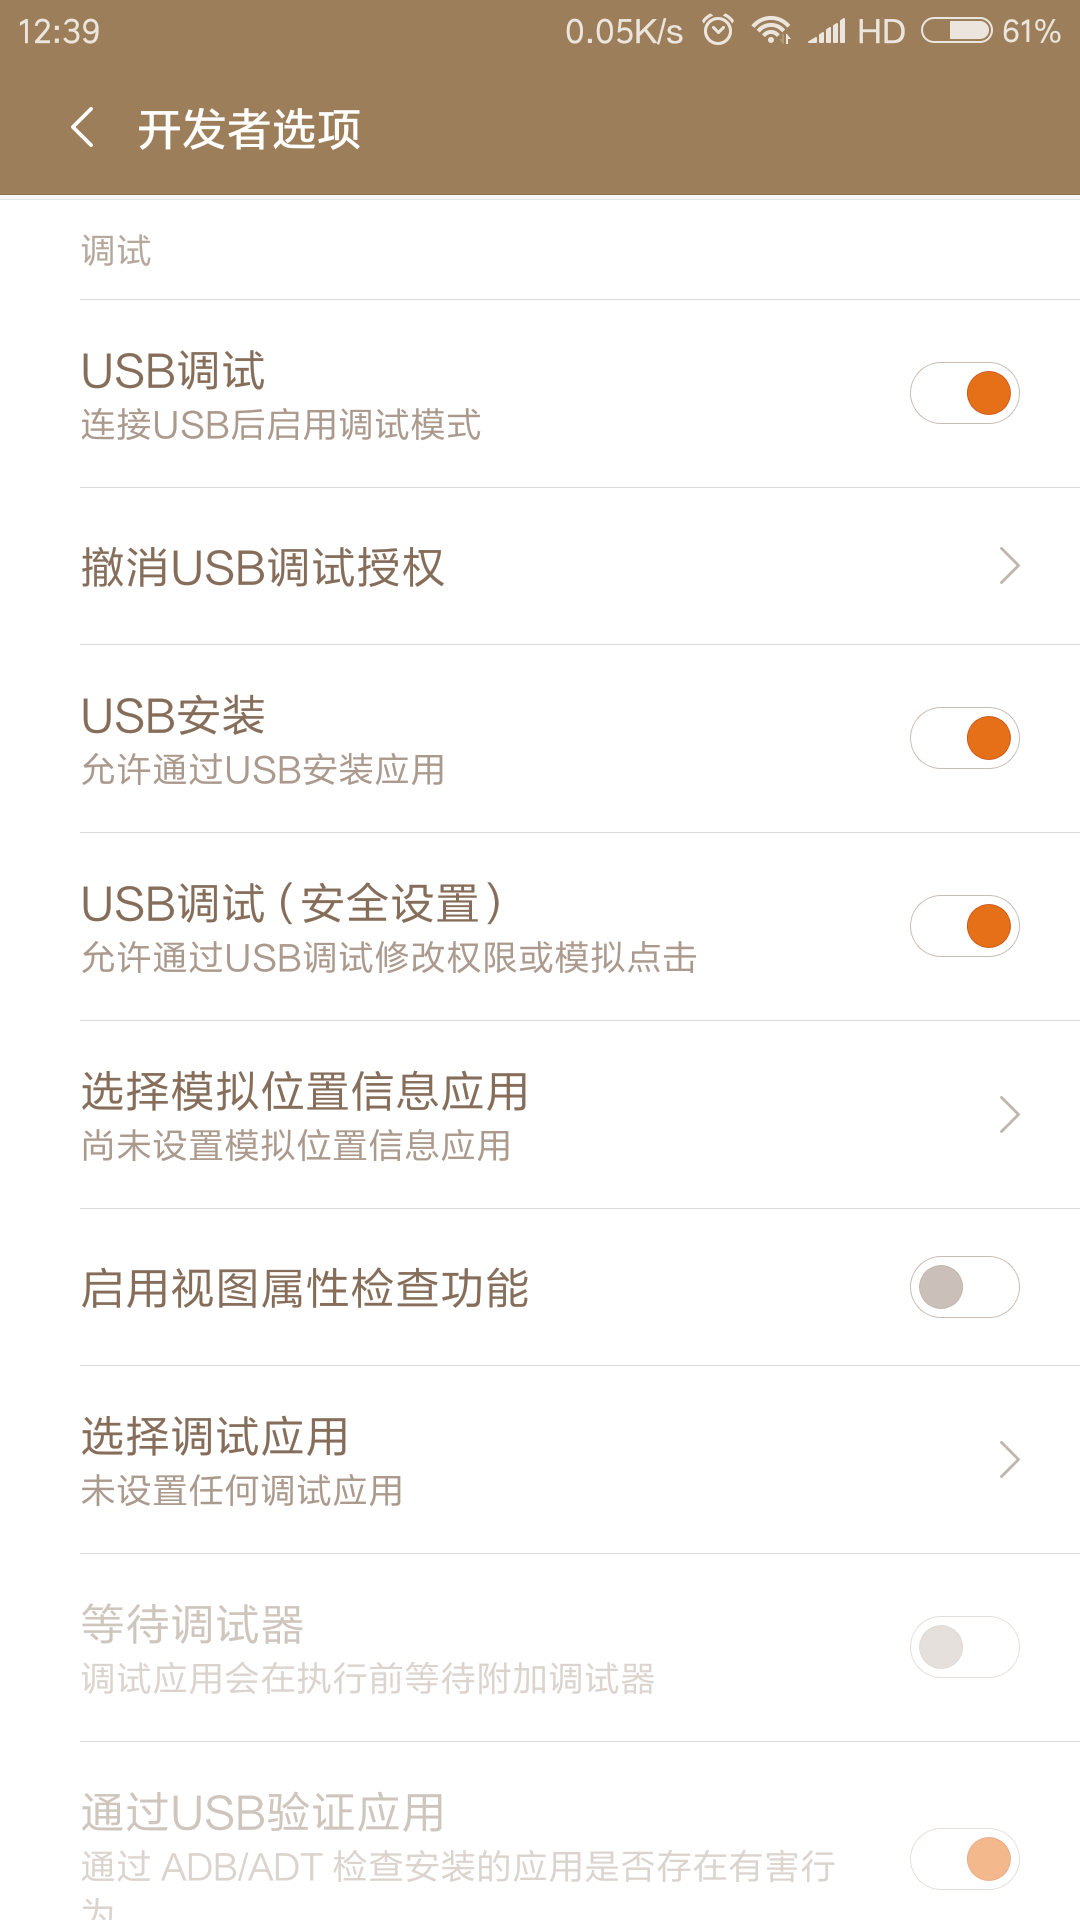 12:39 0.05K/s HD 61%
开发者选项
调试
USB调试
连接USB后启用调试模式
撤消USB调试授权
USB安装
允许通过USB安装应用
USB调试（安全设置）
允许通过USB调试修改权限或模拟点击
选择模拟位置信息应用
尚未设置模拟位置信息应用
启用视图属性检查功能
选择调试应用
未设置任何调试应用
等待调试器
调试应用会在执行前等待附加调试器
通过USB验证应用
通过 ADB/ADT 检查安装的应用是否存在有害行
为